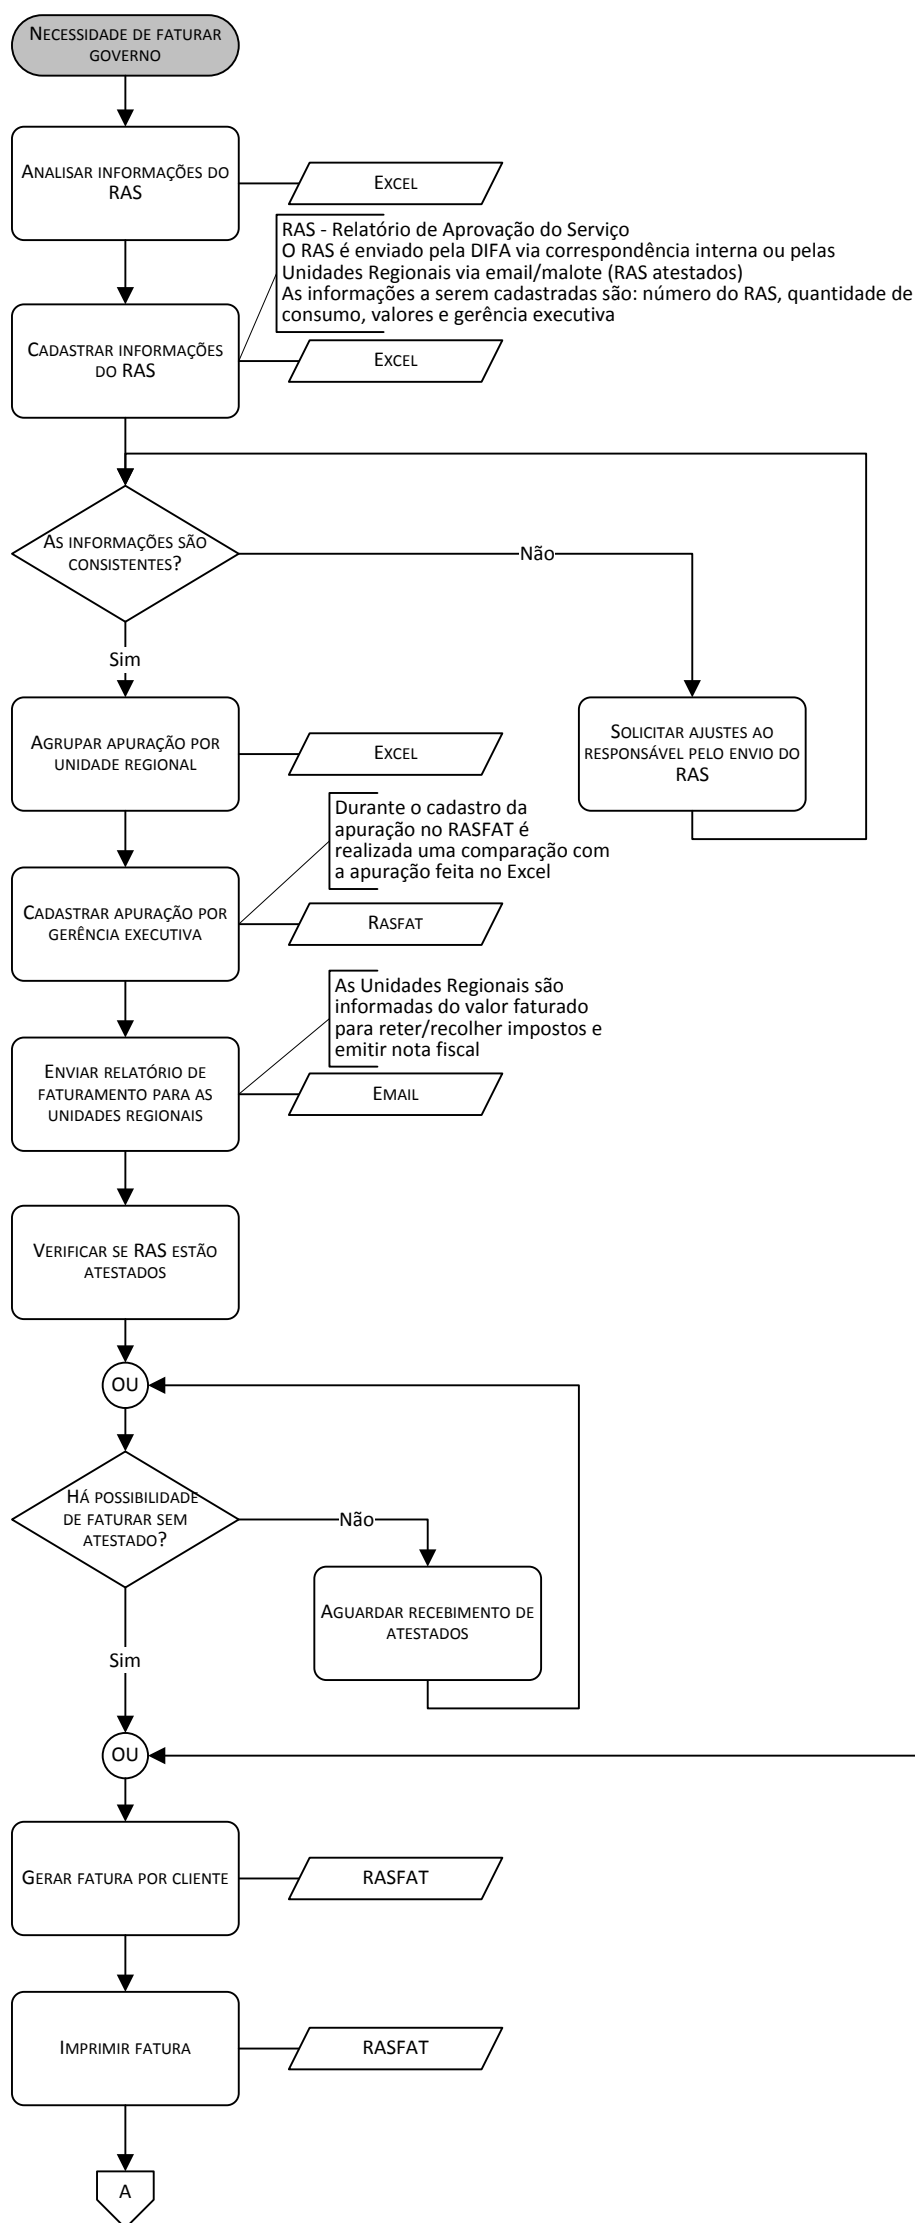 NECESSIDADE DE FATURAR
GOVERNO
ANALISAR INFORMAÇÕES DO
RAS
EXCEL
RAS - Relatório de Aprovação do Serviço
O RAS é enviado pela DIFA via correspondência interna ou pelas
Unidades Regionais via email/malote (RAS atestados)
As informações a serem cadastradas são: número do RAS, quantidade de
consumo, valores e gerência executiva
CADASTRAR INFORMAÇÕES
DO RAS
EXCEL
AS INFORMAÇÕES SÃO
CONSISTENTES?
Não
Sim
SOLICITAR AJUSTES AO
RESPONSÁVEL PELO ENVIO DO
RAS
AGRUPAR APURAÇÃO POR
UNIDADE REGIONAL
EXCEL
Durante o cadastro da
apuração no RASFAT é
realizada uma comparação com
a apuração feita no Excel
CADASTRAR APURAÇÃO POR
GERÊNCIA EXECUTIVA
RASFAT
As Unidades Regionais são
informadas do valor faturado
para reter/recolher impostos e
emitir nota fiscal
ENVIAR RELATÓRIO DE
FATURAMENTO PARA AS
UNIDADES REGIONAIS
EMAIL
VERIFICAR SE RAS ESTÃO
ATESTADOS
OU
HÁ POSSIBILIDADE
DE FATURAR SEM
ATESTADO?
Não
AGUARDAR RECEBIMENTO DE
ATESTADOS
Sim
OU
GERAR FATURA POR CLIENTE
RASFAT
IMPRIMIR FATURA
RASFAT
A